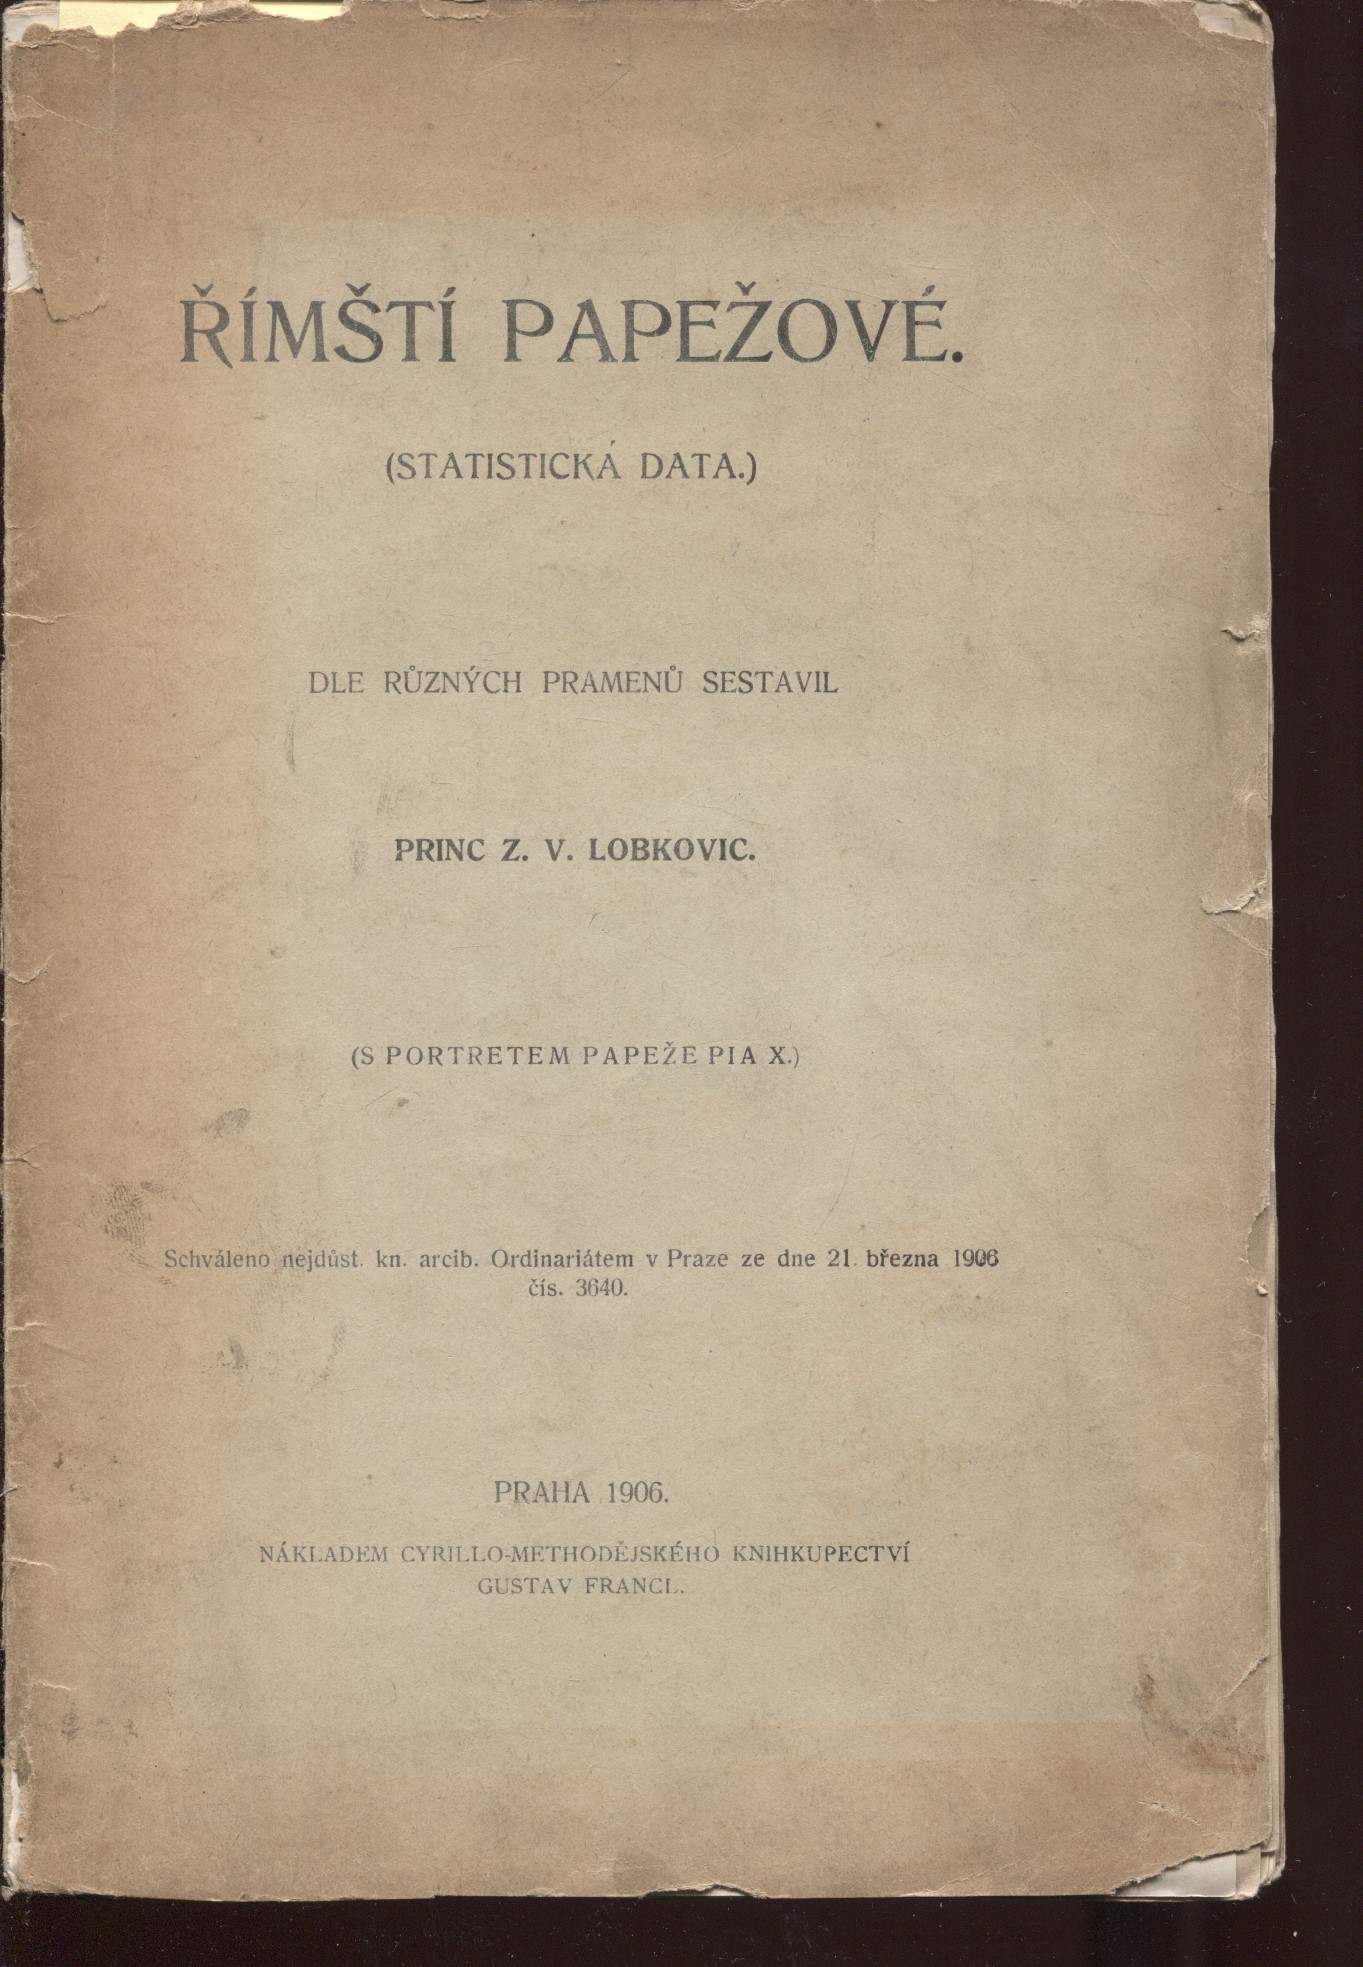 ŘÍMŠTÍ PAPEŽOVÉ.
(STATISTICKÁ DATA.)
DLE RŮZNÝCH PRAMENŮ SESTAVIL
PRINC Z. V. LOBKOVIC.
(S PORTRETEM PAPEŽE PIA X.)
Schváleno nejdůst. kn. arcib. Ordinariátem v Praze ze dne 21. března 1906
čís. 3640.
PRAHA 1906.
NÁKLADEM CYRILLO-METHODĚJSKÉHO KNIHKUPECTVÍ
GUSTAV FRANCL.